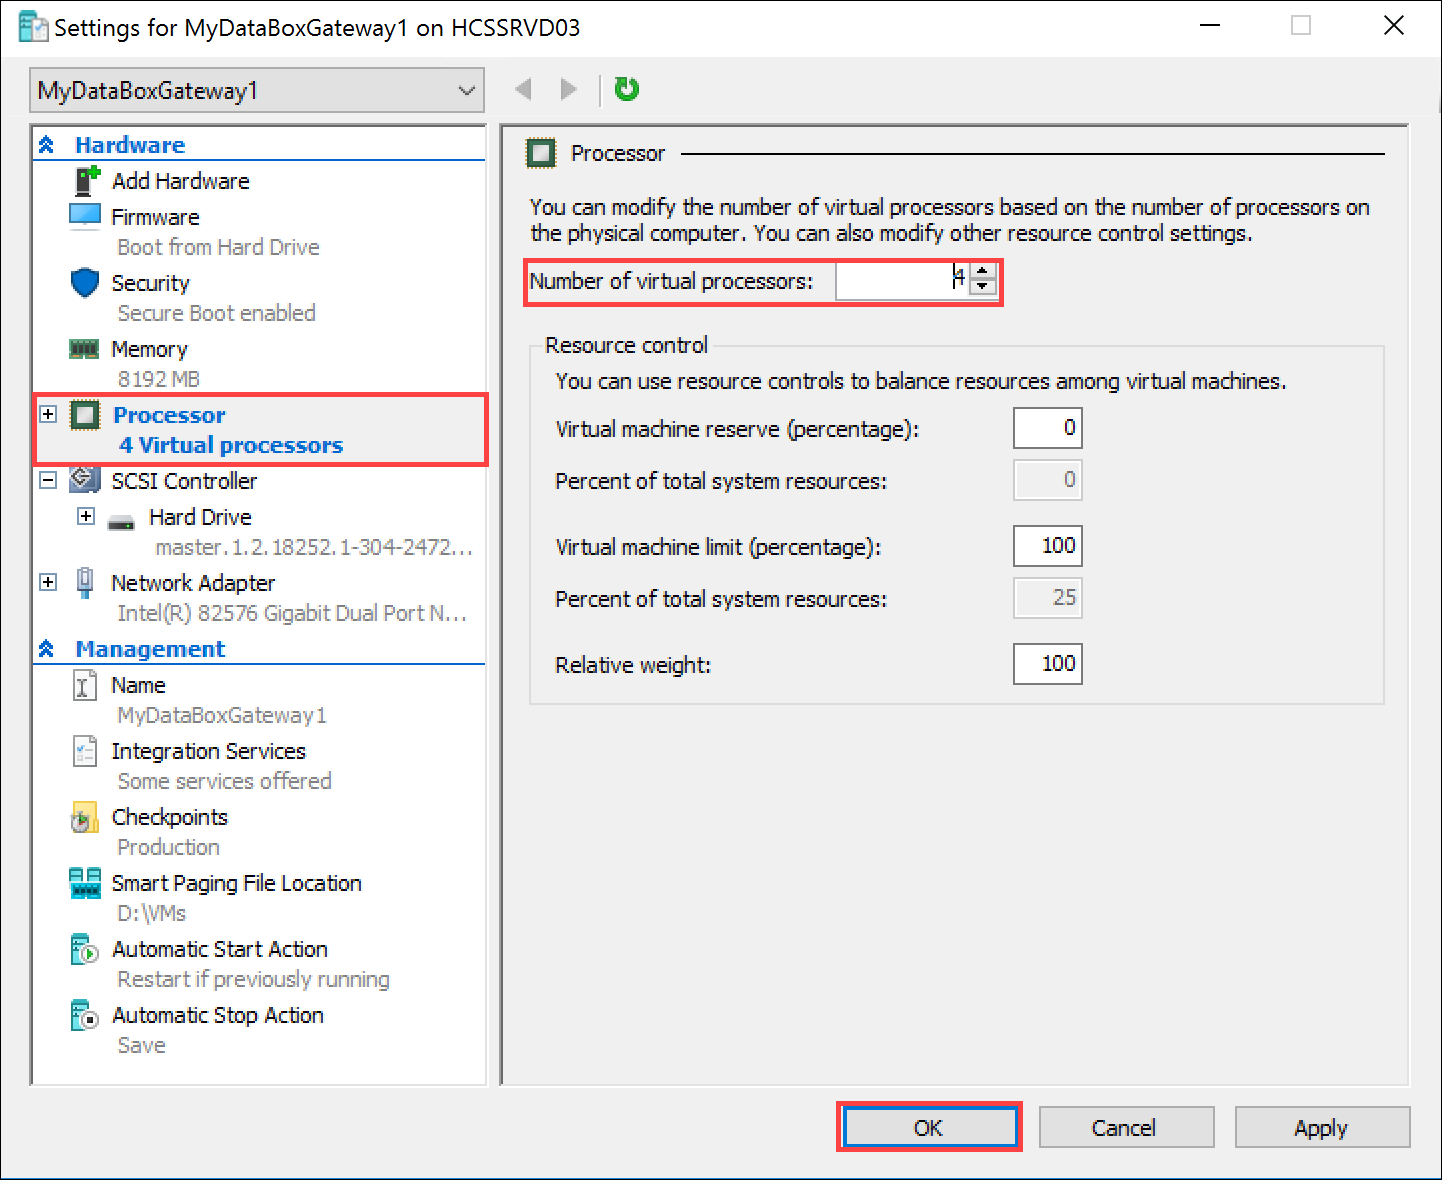 Settings for MyDataBoxGateway1 on HCSSRVD03
MyDataBoxGateway1
Hardware
Add Hardware
Firmware
Boot from Hard Drive
Security
Secure Boot enabled
Memory
8192 MB
Processor
4 Virtual processors
SCSI Controller
Hard Drive
master.1.2.18252.1-304-2472...
Network Adapter
Intel(R) 82576 Gigabit Dual Port N...
Management
Name
MyDataBoxGateway1
Integration Services
Some services offered
Checkpoints
Production
Smart Paging File Location
D:\VMs
Automatic Start Action
Restart if previously running
Automatic Stop Action
Save
Processor
You can modify the number of virtual processors based on the number of processors on
the physical computer. You can also modify other resource control settings.
Number of virtual processors: 4
Resource control
You can use resource controls to balance resources among virtual machines.
Virtual machine reserve (percentage): 0
Percent of total system resources: 0
Virtual machine limit (percentage): 100
Percent of total system resources: 25
Relative weight: 100
OK Cancel Apply